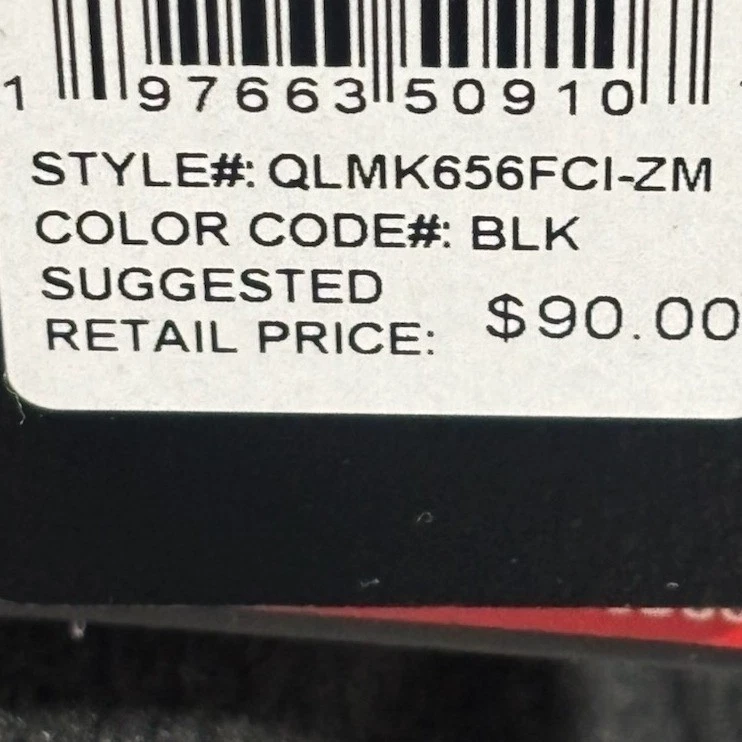 1 97663 50910
STYLE#: QLMK656FCI-ZM
COLOR CODE#: BLK
SUGGESTED
RETAIL PRICE: $90.00